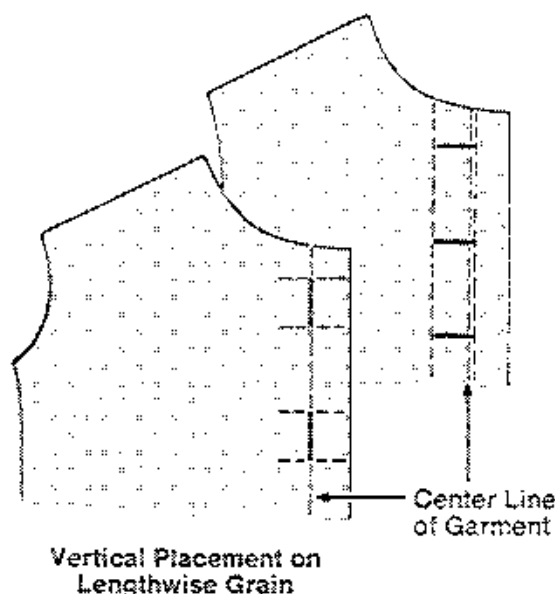 Center Line
of Garment
Vertical Placement on
Lengthwise Grain